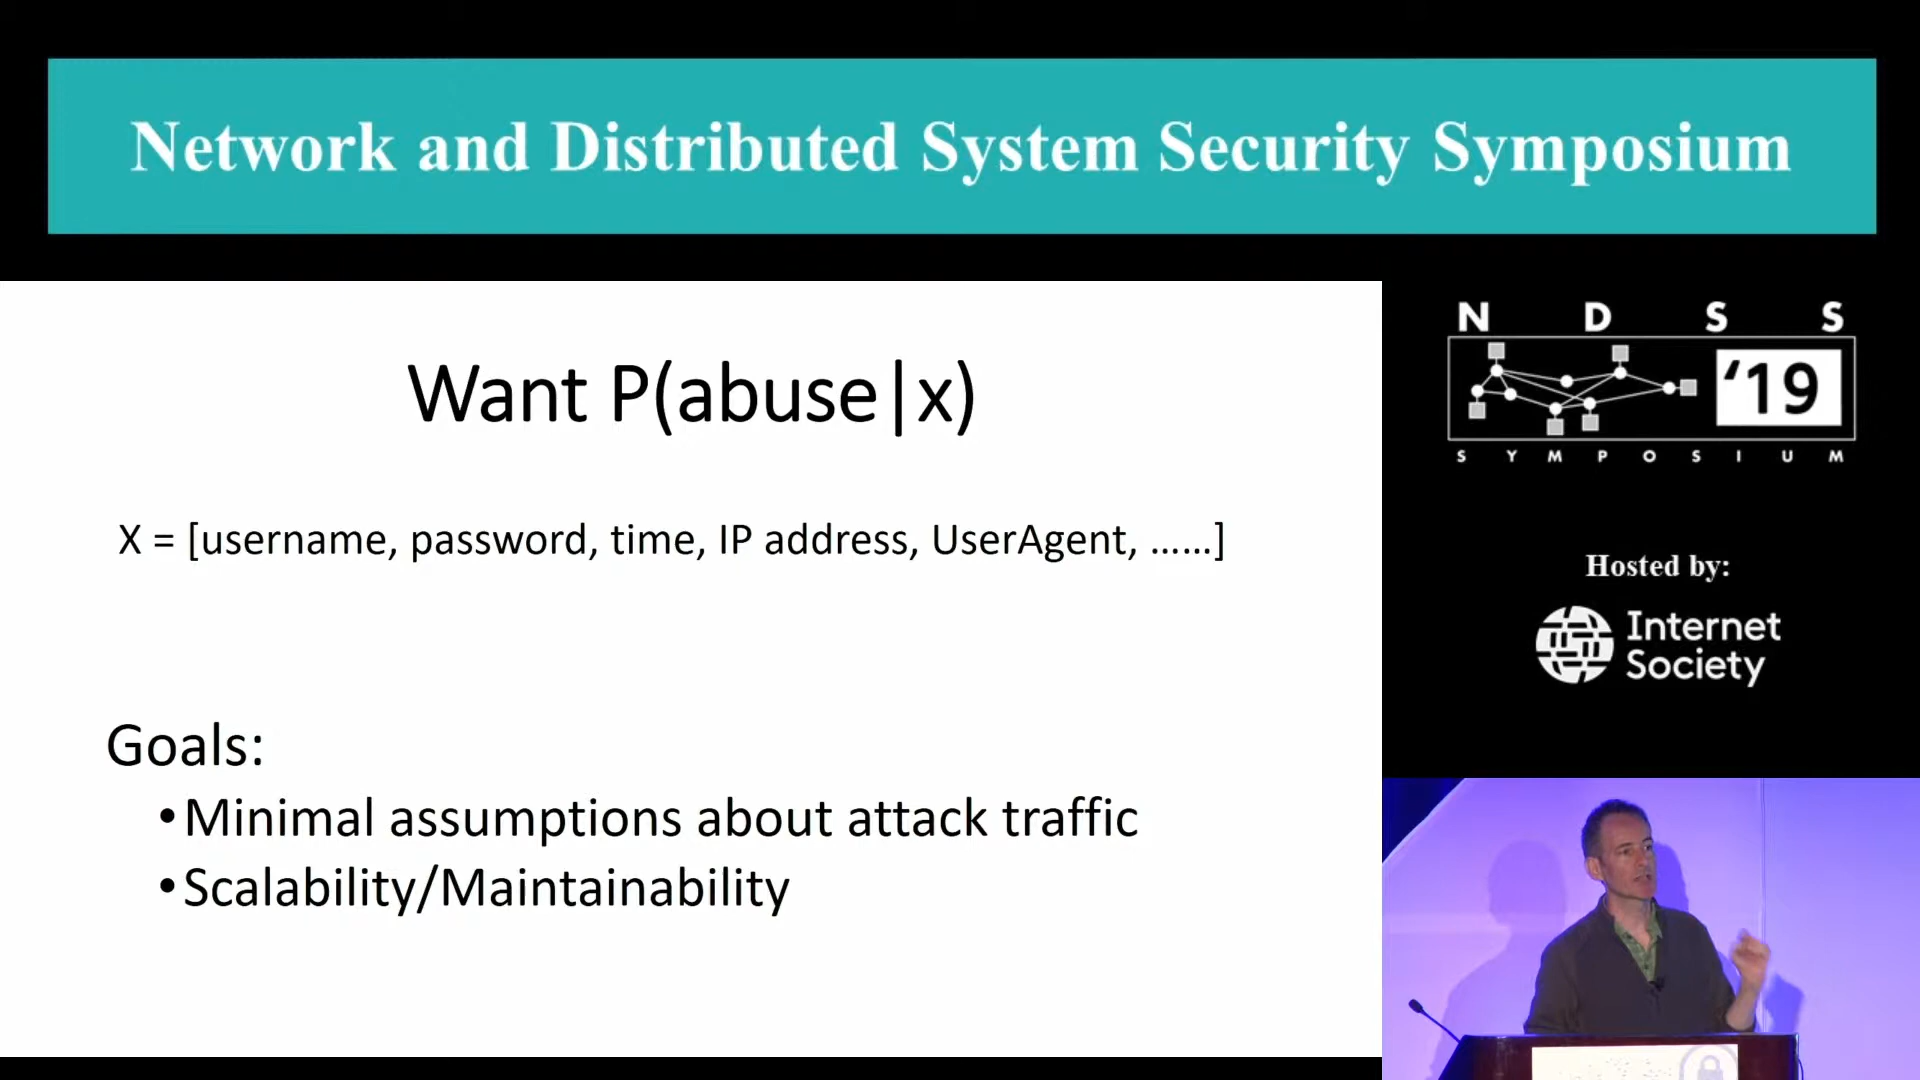 Network and Distributed System Security Symposium
Want P(abuse|x)
X = [username, password, time, IP address, UserAgent, ......]
Goals:
•Minimal assumptions about attack traffic
•Scalability/Maintainability
N D S S
'19
S Y M P O S I U M
Hosted by:
Internet
Society